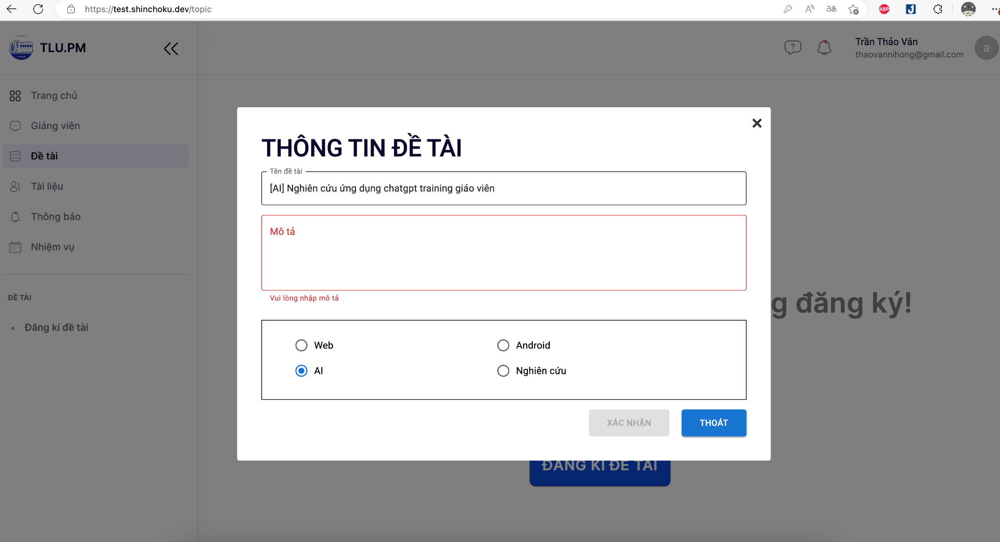 https://test.shinchoku.dev/topic
ABP
TLU.PM
?
Trần Thảo Vân
thaovannihong@gmail.com
a
Trang chủ
Giảng viên
Đề tài
Tài liệu
Thông báo
Nhiệm vụ
ĐỀ TÀI
Đăng kí đề tài
THÔNG TIN ĐỀ TÀI
Tên đề tài
[AI] Nghiên cứu ứng dụng chatgpt training giáo viên
Mô tả
Vui lòng nhập mô tả
g đăng ký!
Web
Android
AI
Nghiên cứu
XÁC NHẬN
THOÁT
ĐĂNG KÍ ĐỀ TÀI